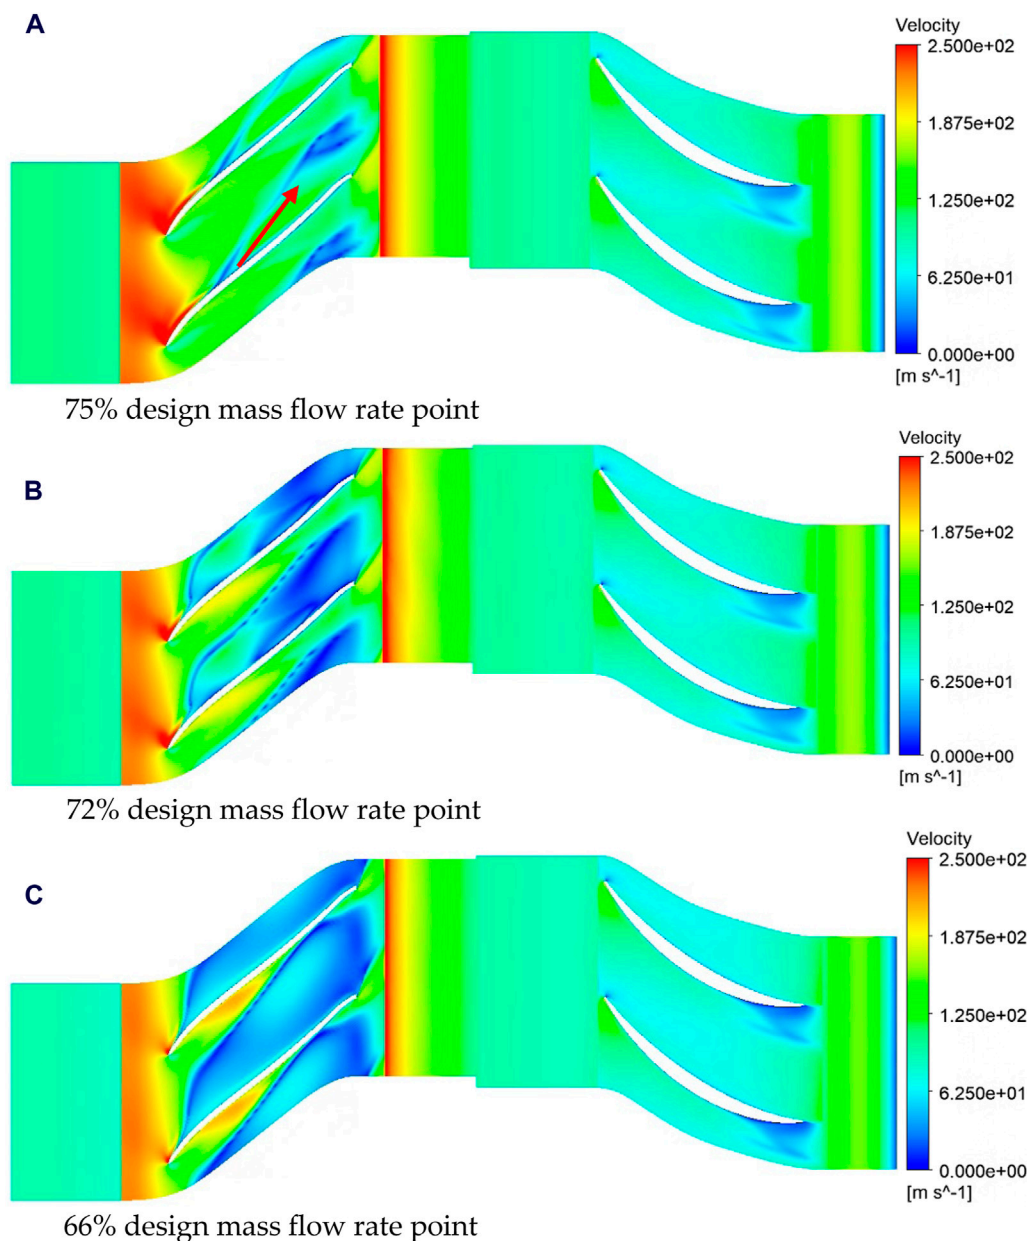 A
Velocity
2.500e+02
1.875e+02
1.250e+02
6.250e+01
0.000e+00
[m s^-1]
75% design mass flow rate point
B
Velocity
2.500e+02
1.875e+02
1.250e+02
6.250e+01
0.000e+00
[m s^-1]
72% design mass flow rate point
C
Velocity
2.500e+02
1.875e+02
1.250e+02
6.250e+01
0.000e+00
[m s^-1]
66% design mass flow rate point